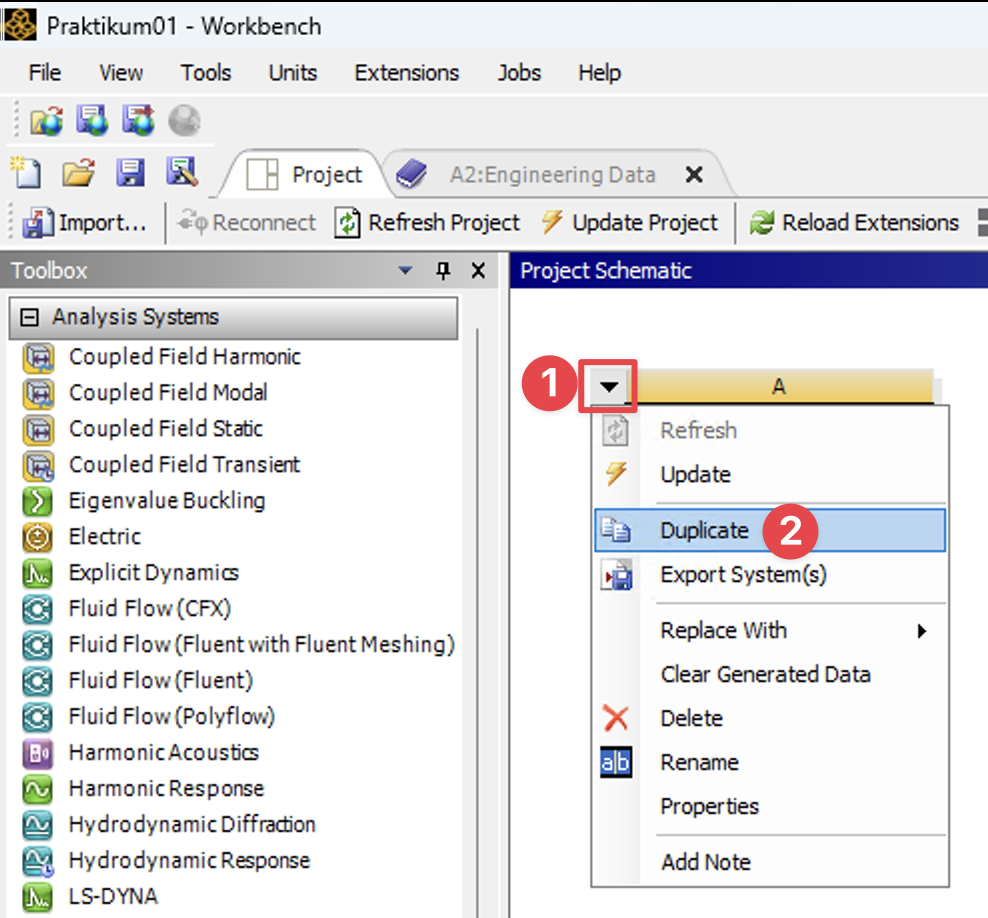 Praktikum01 - Workbench
File View Tools Units Extensions Jobs Help
Project A2:Engineering Data
Import... Reconnect Refresh Project Update Project Reload Extensions
Toolbox
Project Schematic
Analysis Systems
Coupled Field Harmonic
Coupled Field Modal
Coupled Field Static
Coupled Field Transient
Eigenvalue Buckling
Electric
Explicit Dynamics
Fluid Flow (CFX)
Fluid Flow (Fluent with Fluent Meshing)
Fluid Flow (Fluent)
Fluid Flow (Polyflow)
Harmonic Acoustics
Harmonic Response
Hydrodynamic Diffraction
Hydrodynamic Response
LS-DYNA
1
A
Refresh
Update
Duplicate 2
Export System(s)
Replace With
Clear Generated Data
Delete
a|b Rename
Properties
Add Note